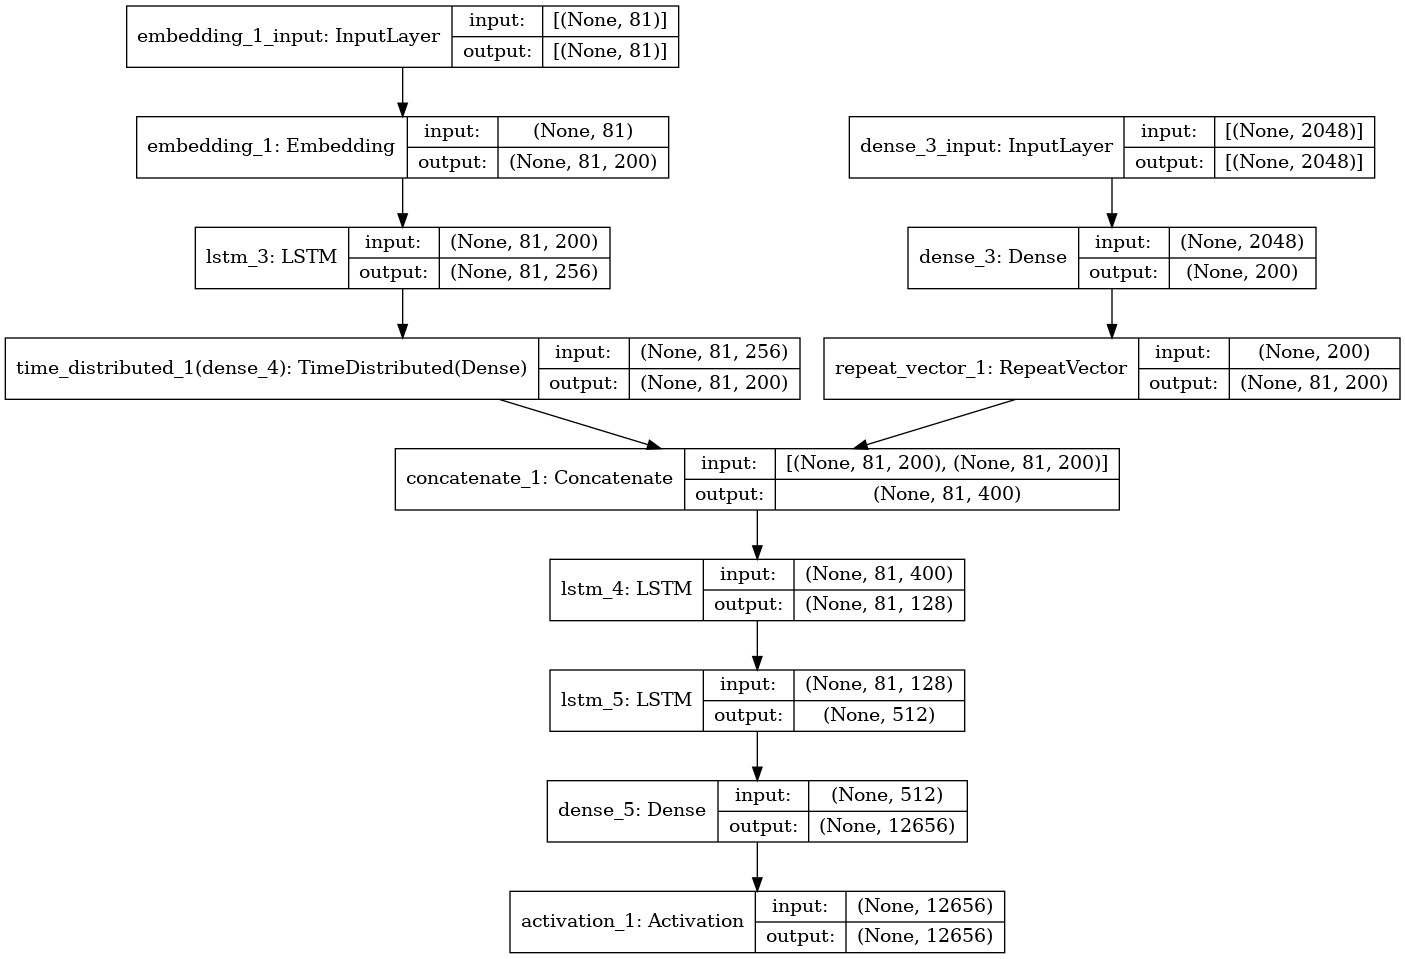 embedding_1_input: InputLayer
input: [(None, 81)]
output: [(None, 81)]
embedding_1: Embedding
input: (None, 81)
output: (None, 81, 200)
dense_3_input: InputLayer
input: [(None, 2048)]
output: [(None, 2048)]
lstm_3: LSTM
input: (None, 81, 200)
output: (None, 81, 256)
dense_3: Dense
input: (None, 2048)
output: (None, 200)
time_distributed_1(dense_4): TimeDistributed(Dense)
input: (None, 81, 256)
output: (None, 81, 200)
repeat_vector_1: RepeatVector
input: (None, 200)
output: (None, 81, 200)
concatenate_1: Concatenate
input: [(None, 81, 200), (None, 81, 200)]
output: (None, 81, 400)
lstm_4: LSTM
input: (None, 81, 400)
output: (None, 81, 128)
lstm_5: LSTM
input: (None, 81, 128)
output: (None, 512)
dense_5: Dense
input: (None, 512)
output: (None, 12656)
activation_1: Activation
input: (None, 12656)
output: (None, 12656)